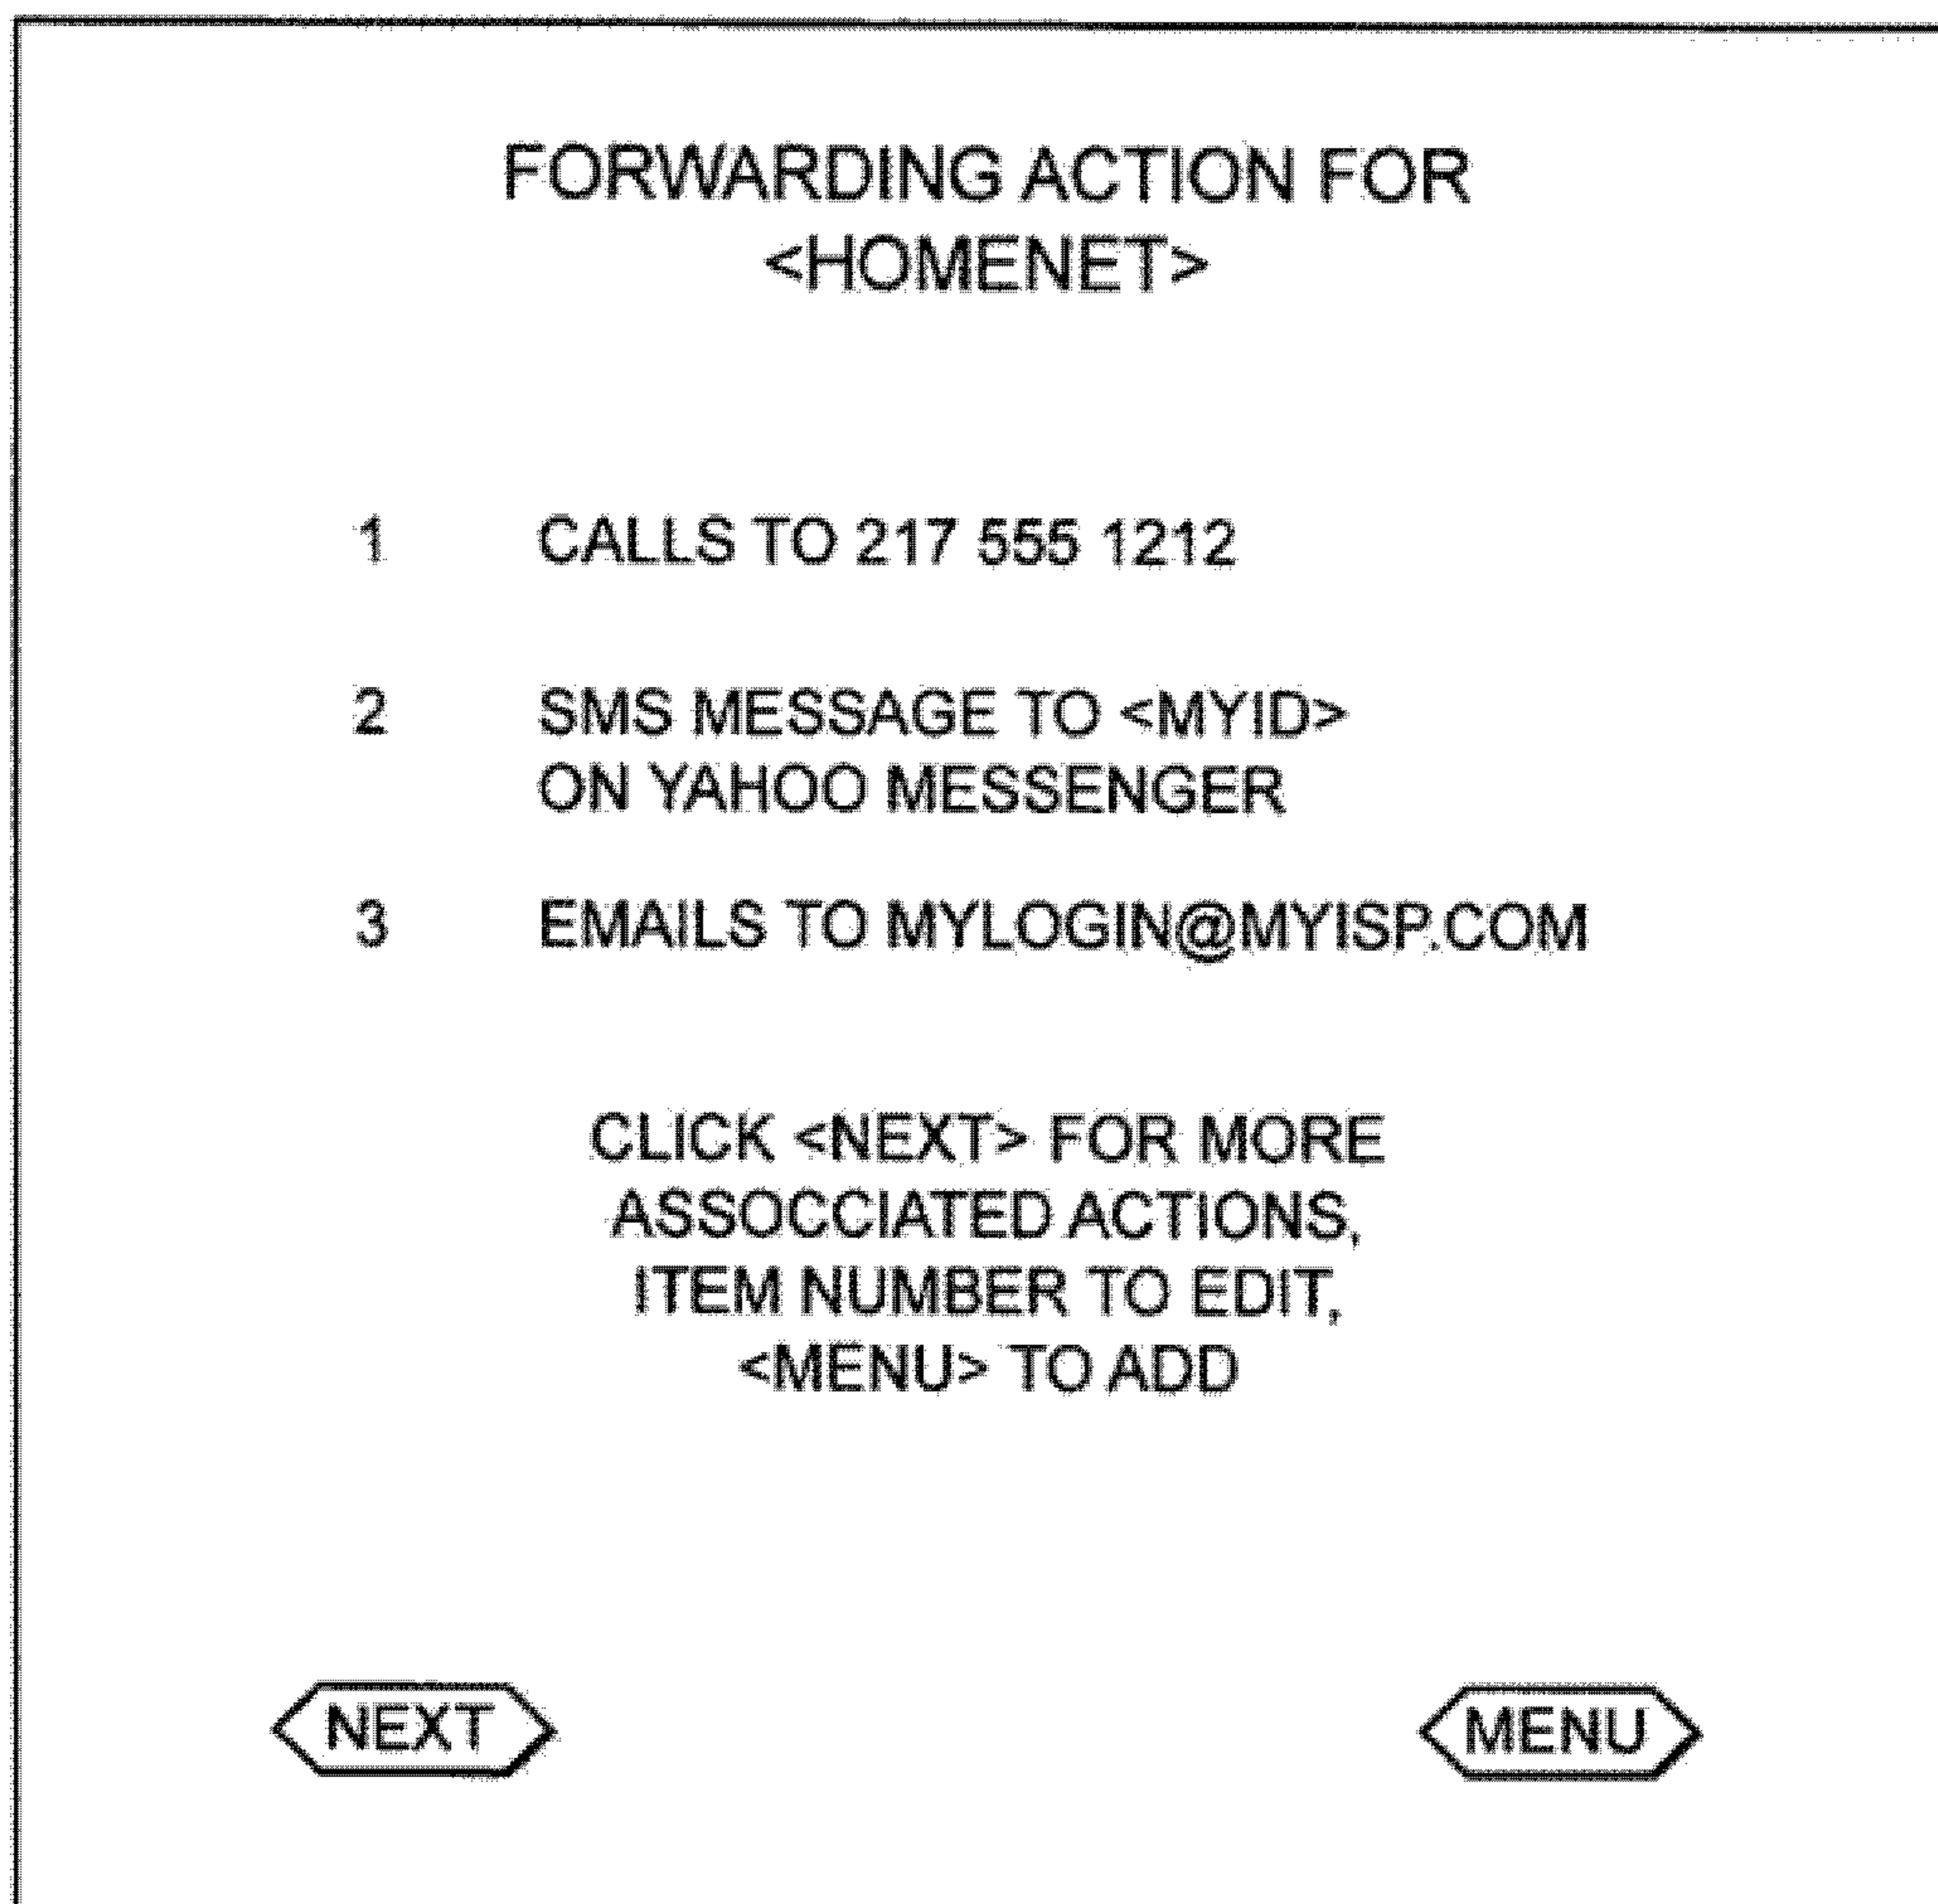 FORWARDING ACTION FOR
<HOMENET>
1 CALLS TO 217 555 1212
2 SMS MESSAGE TO <MYID>
ON YAHOO MESSENGER
3 EMAILS TO MYLOGIN@MYISP.COM
CLICK <NEXT> FOR MORE
ASSOCCIATED ACTIONS,
ITEM NUMBER TO EDIT,
<MENU> TO ADD
NEXT MENU